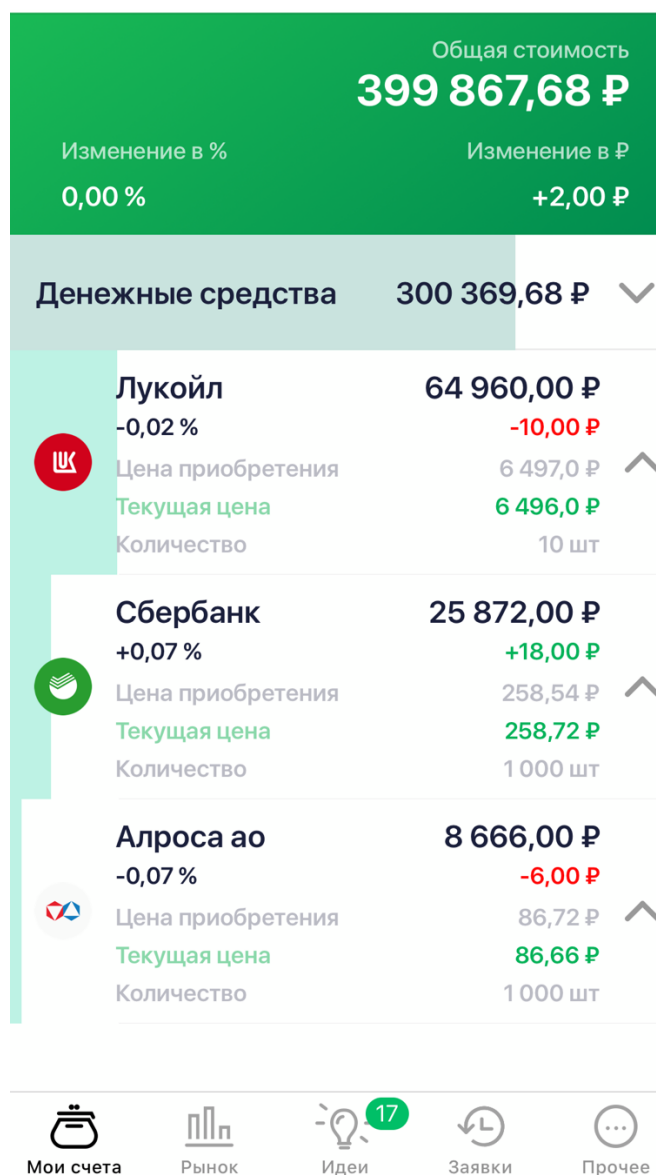 Общая стоимость
399 867,68 ₽
Изменение в % Изменение в ₽
0,00 % +2,00 ₽
Денежные средства 300 369,68 ₽
Лукойл 64 960,00 ₽
-0,02 % -10,00 ₽
Цена приобретения 6 497,0 ₽
Текущая цена 6 496,0 ₽
Количество 10 шт
Сбербанк 25 872,00 ₽
+0,07 % +18,00 ₽
Цена приобретения 258,54 ₽
Текущая цена 258,72 ₽
Количество 1 000 шт
Алроса ао 8 666,00 ₽
-0,07 % -6,00 ₽
Цена приобретения 86,72 ₽
Текущая цена 86,66 ₽
Количество 1 000 шт
17
Мои счета Рынок Идеи Заявки Прочее